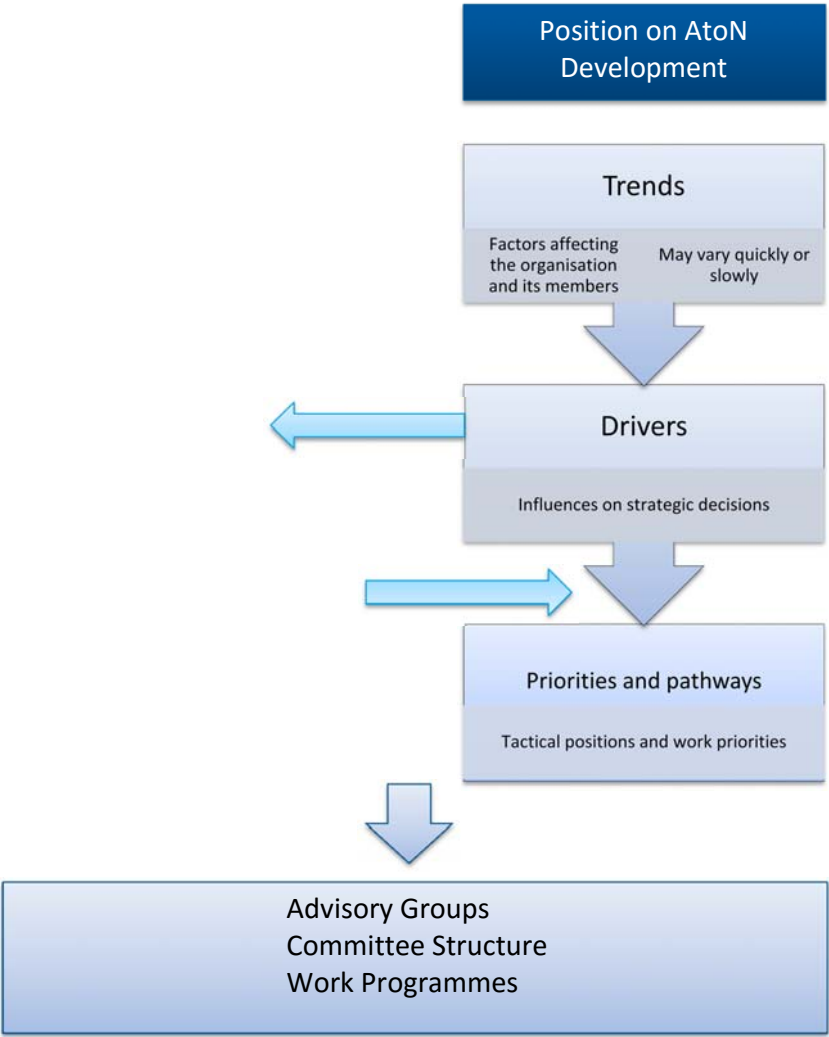 Position on AtoN
Development
Trends
Factors affecting
the organisation
and its members
May vary quickly or
slowly
Drivers
Influences on strategic decisions
Priorities and pathways
Tactical positions and work priorities
Advisory Groups
Committee Structure
Work Programmes